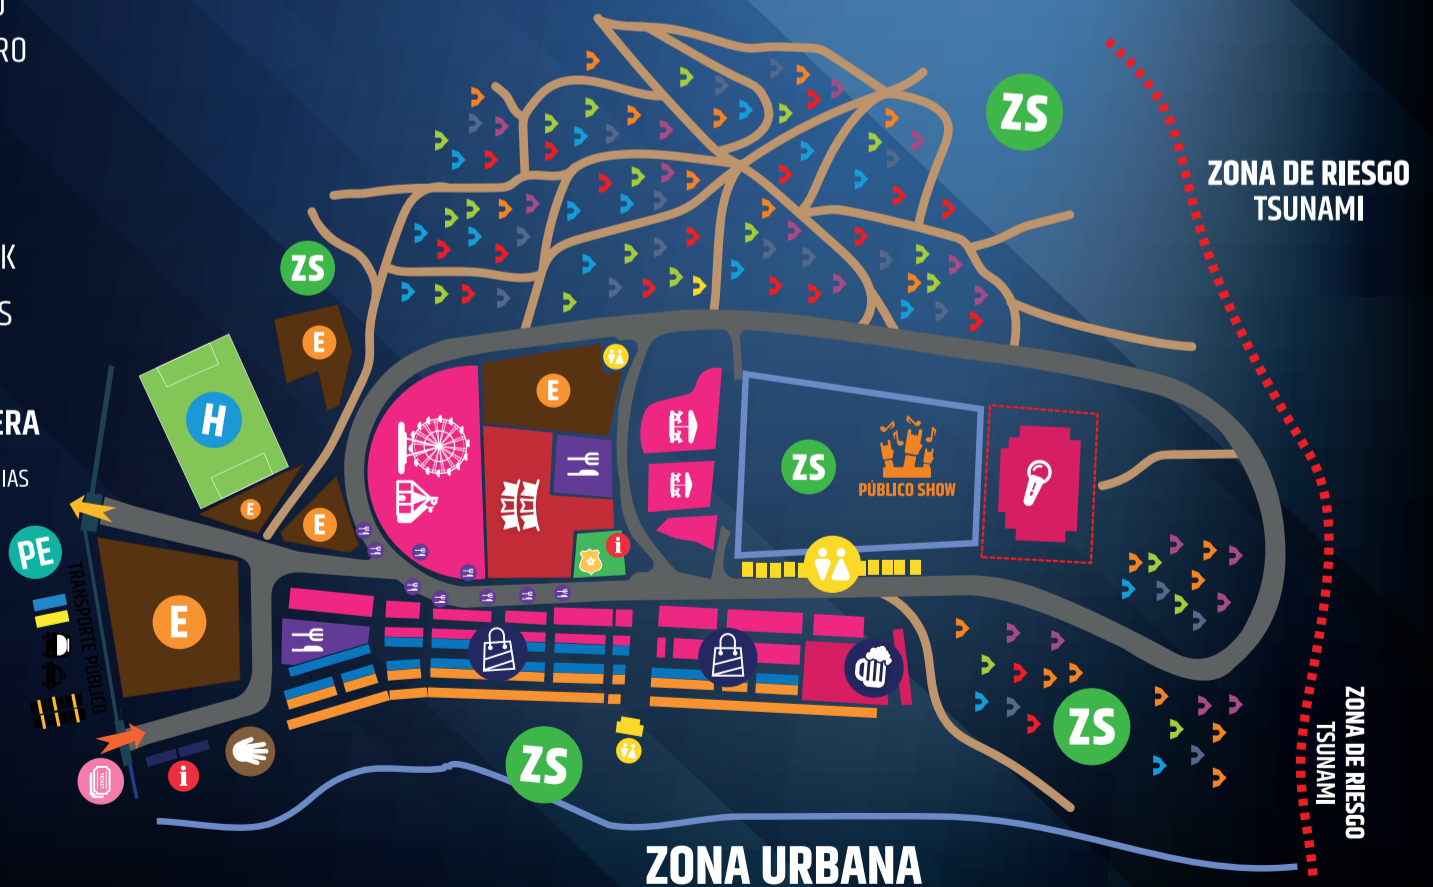 RO
K
S
ERA
IAS
ZS
ZONA DE RIESGO
TSUNAMI
ZS
E
H
E
ZS
PÚBLICO SHOW
E
E
i
PE
TRANSPORTE PÚBLICO
E
ZS
ZS
i
TICKET
ZONA DE RIESGO
TSUNAMI
ZONA URBANA